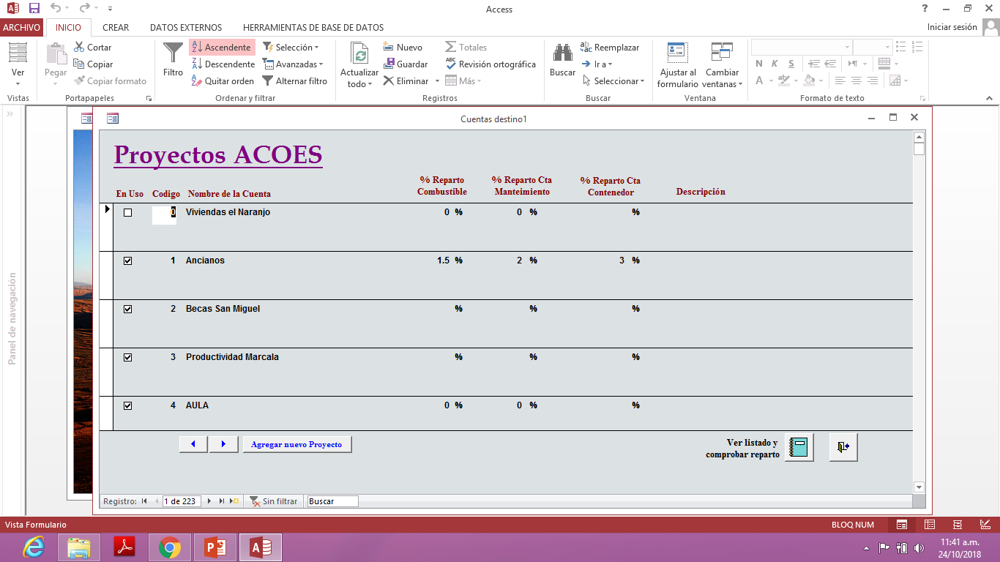 Access
ARCHIVO INICIO CREAR DATOS EXTERNOS HERRAMIENTAS DE BASE DE DATOS Iniciar sesión
Ver
Vistas
Pegar
Cortar
Copiar
Copiar formato
Portapapeles
Filtro
Ascendente
Descendente
Quitar orden
Selección
Avanzadas
Alternar filtro
Ordenar y filtrar
Actualizar
todo
Nuevo
Guardar
Eliminar
Totales
Revisión ortográfica
Más
Registros
Buscar
Reemplazar
Ir a
Seleccionar
Buscar
Ajustar al
formulario
Cambiar
ventanas
Ventana
N K S
A
Formato de texto
Panel de navegación
Cuentas destino1
Proyectos ACOES
En Uso Codigo Nombre de la Cuenta % Reparto Combustible % Reparto Cta Manteimiento % Reparto Cta Contenedor Descripción
0 Viviendas el Naranjo 0 % 0 % %
1 Ancianos 1.5 % 2 % 3 %
2 Becas San Miguel % % %
3 Productividad Marcala % % %
4 AULA 0 % 0 % %
Agregar nuevo Proyecto
Ver listado y
comprobar reparto
Registro: 1 de 223 Sin filtrar Buscar
Vista Formulario BLOQ NUM
11:41 a.m.
24/10/2018